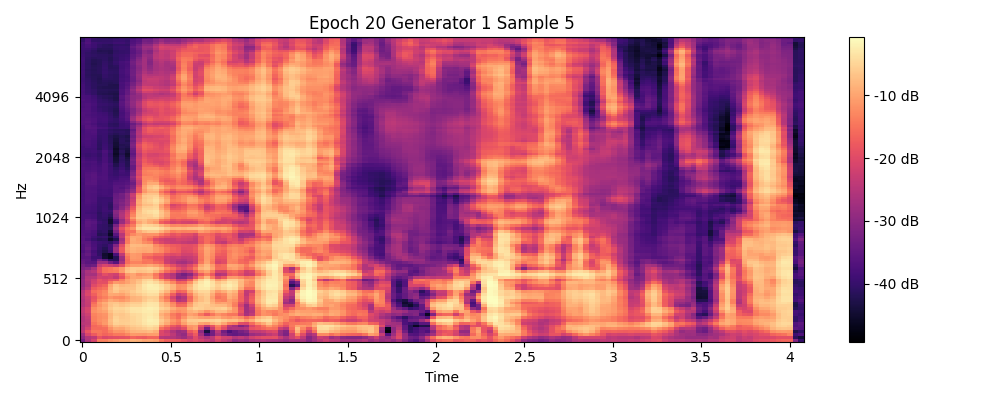 Epoch 20 Generator 1 Sample 5
Hz
4096
2048
1024
512
0
0 0.5 1 1.5 2 2.5 3 3.5 4
Time
-10 dB
-20 dB
-30 dB
-40 dB